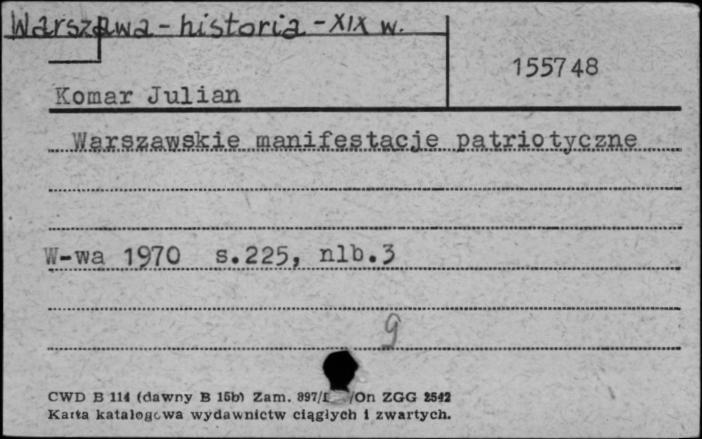 Warszawa - historia - XIX w.
155748
Komar Julian
Warszawskie manifestacje patriotyczne
W-wa 1970 s.225, nlb.3
g
CWD B 114 (dawny B 15b) Zam. 897/ /On ZGG 2542
Karta katalogowa wydawnictw ciągłych i zwartych.